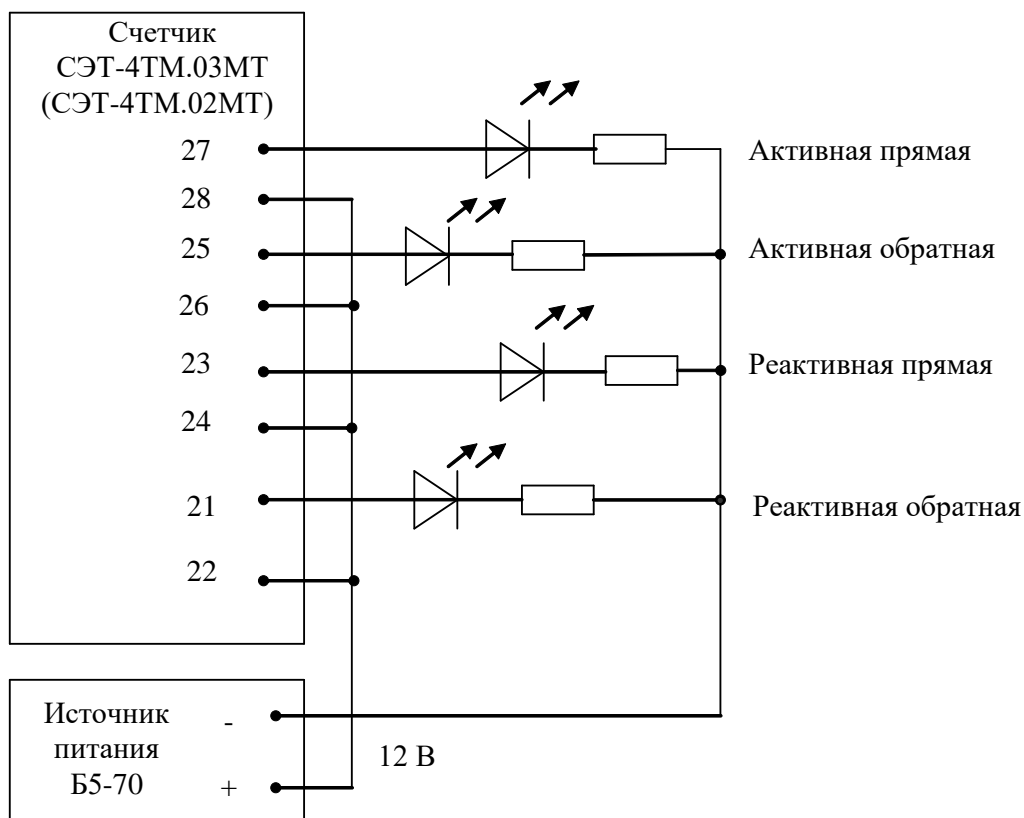 Счетчик
СЭТ-4ТМ.03МТ
(СЭТ-4ТМ.02МТ)
27
Активная прямая
28
25
Активная обратная
26
23
Реактивная прямая
24
21
Реактивная обратная
22
Источник
питания
Б5-70
-
+
12 В